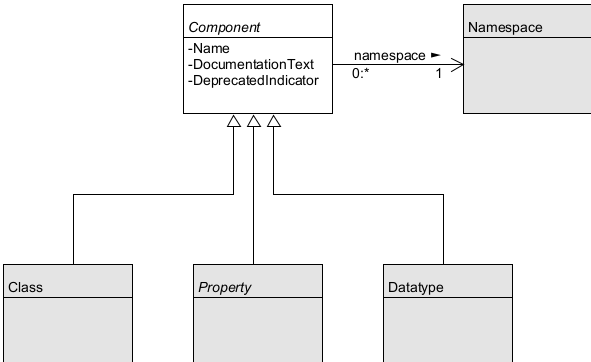 Component
Namespace
-Name
-DocumentationText
-DeprecatedIndicator
namespace ►
0:*
1
Class
Property
Datatype